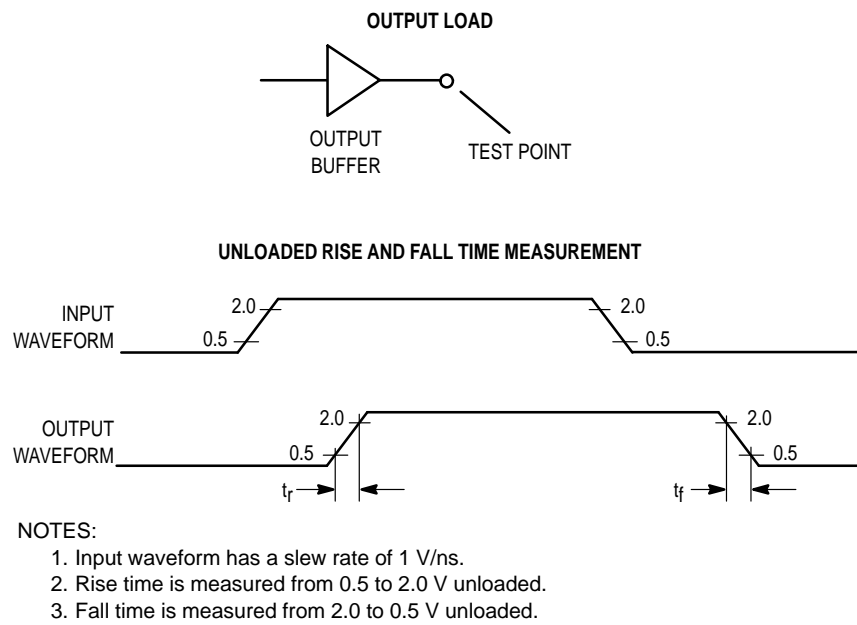 OUTPUT LOAD
OUTPUT
BUFFER
TEST POINT
UNLOADED RISE AND FALL TIME MEASUREMENT
INPUT
WAVEFORM
2.0
0.5
2.0
0.5
OUTPUT
WAVEFORM
2.0
0.5
2.0
0.5
tr
tf
NOTES:
1. Input waveform has a slew rate of 1 V/ns.
2. Rise time is measured from 0.5 to 2.0 V unloaded.
3. Fall time is measured from 2.0 to 0.5 V unloaded.